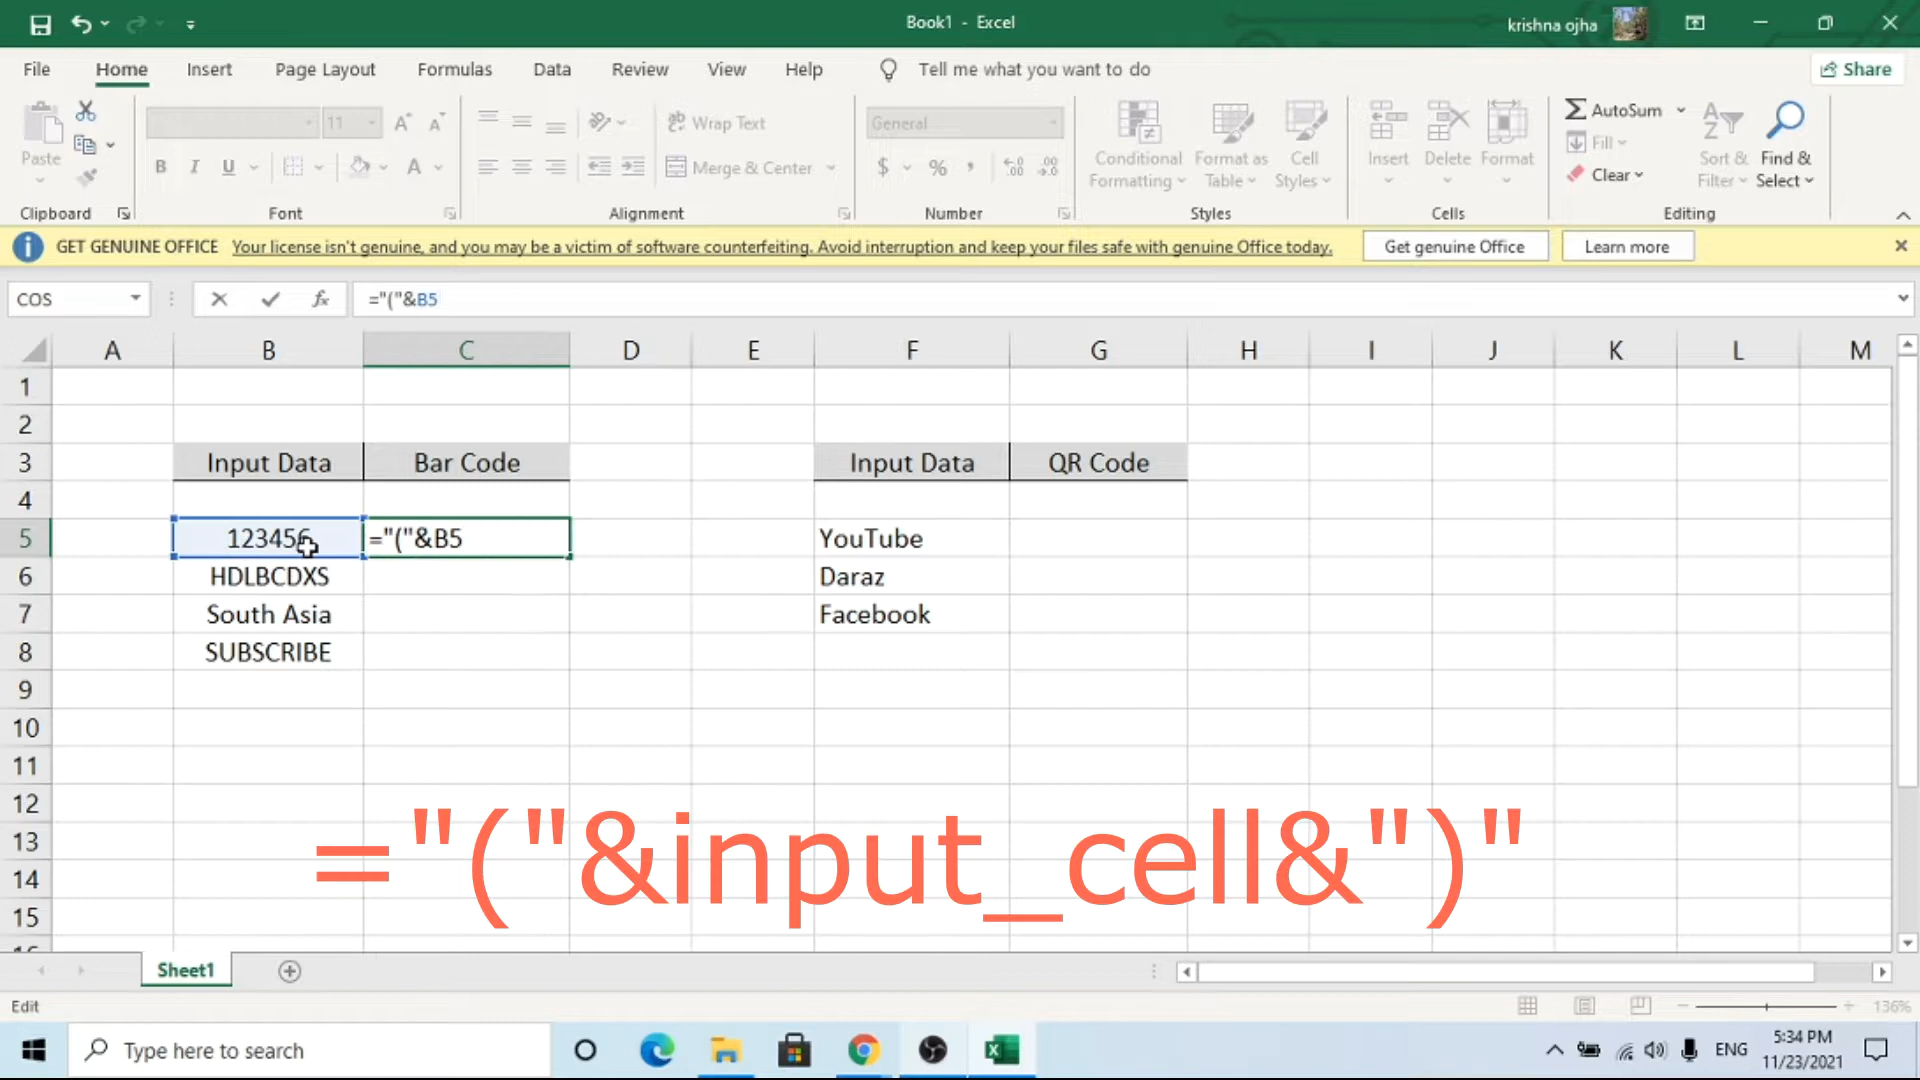 Book1 - Excel
krishna ojha
File Home Insert Page Layout Formulas Data Review View Help Tell me what you want to do Share
Paste
11
B I U
Wrap Text
Merge & Center
General
$ % ,
Conditional Formatting
Format as Table
Cell Styles
Insert Delete Format
AutoSum
Fill
Clear
Sort & Filter
Find & Select
Clipboard Font Alignment Number Styles Cells Editing
GET GENUINE OFFICE Your license isn't genuine, and you may be a victim of software counterfeiting. Avoid interruption and keep your files safe with genuine Office today. Get genuine Office Learn more
COS fx ="("&B5
A B C D E F G H I J K L M
1
2
3 Input Data Bar Code Input Data QR Code
4
5 123456 ="("&B5 YouTube
6 HDLBCDXS Daraz
7 South Asia Facebook
8 SUBSCRIBE
9
10
11
12
13
14
15
="("&input_cell&")"
Sheet1
Edit 136%
Type here to search
ENG
5:34 PM
11/23/2021